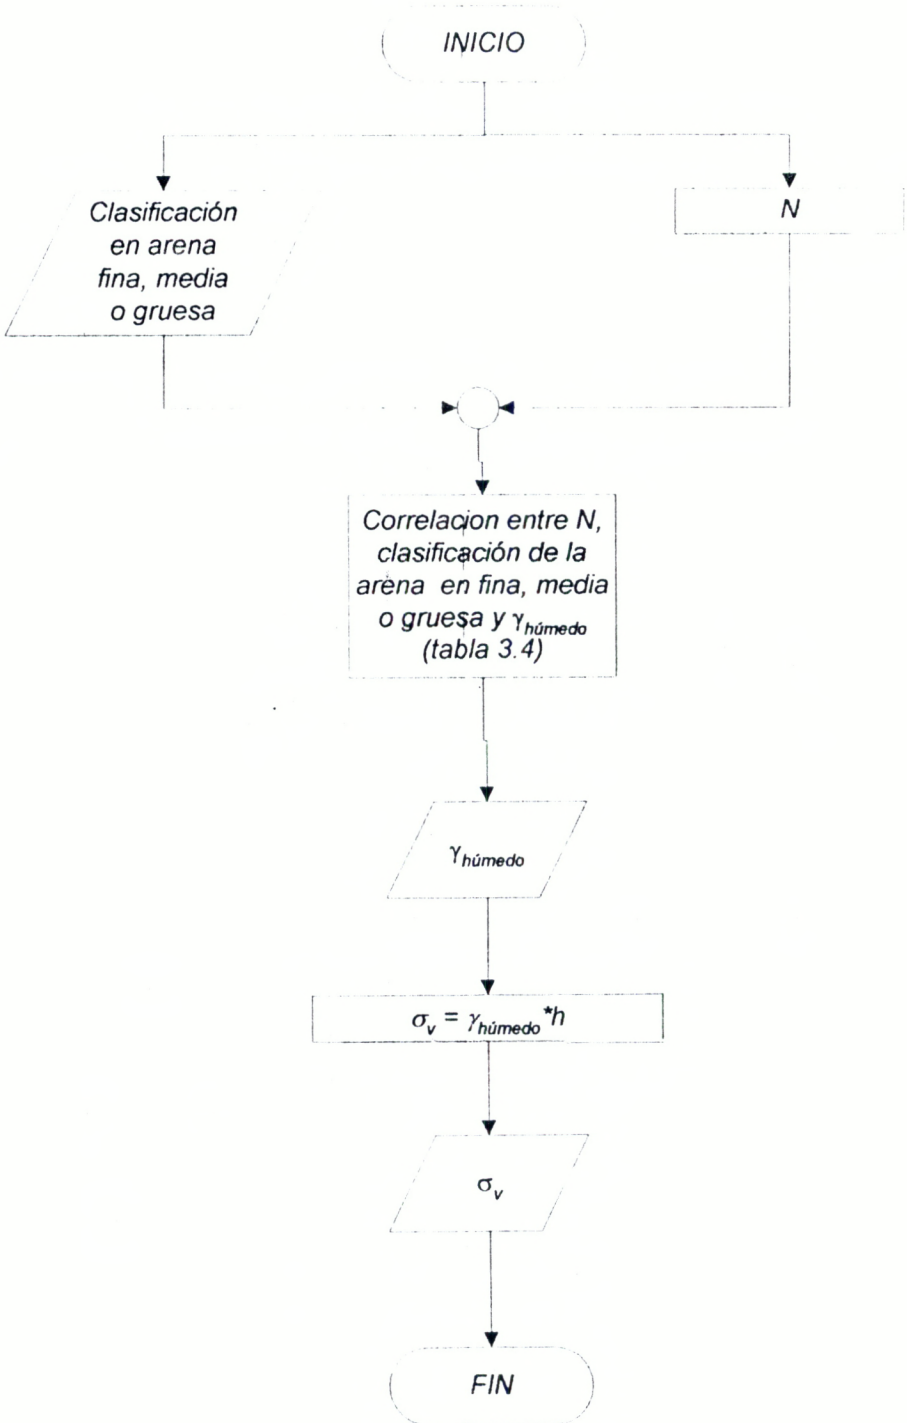 INICIO
Clasificación
en arena
fina, media
o gruesa
N
Correlacion entre N,
clasificación de la
arena en fina, media
o gruesa y γhúmedo
(tabla 3.4)
γhúmedo
σv = γhúmedo*h
σv
FIN